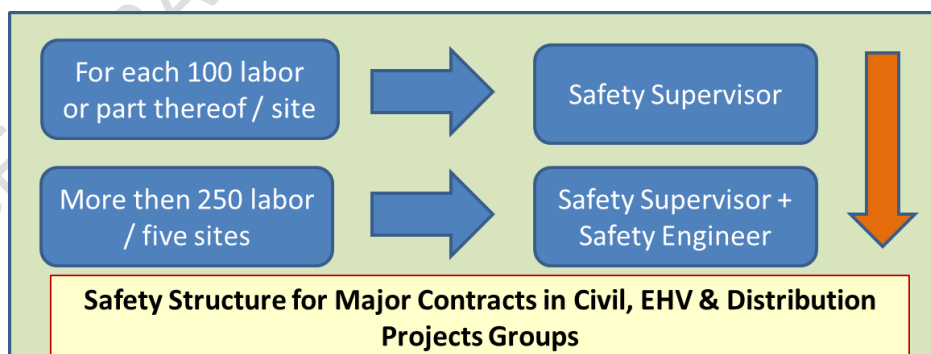 For each 100 labor
or part thereof / site
Safety Supervisor
More then 250 labor
/ five sites
Safety Supervisor +
Safety Engineer
Safety Structure for Major Contracts in Civil, EHV & Distribution
Projects Groups